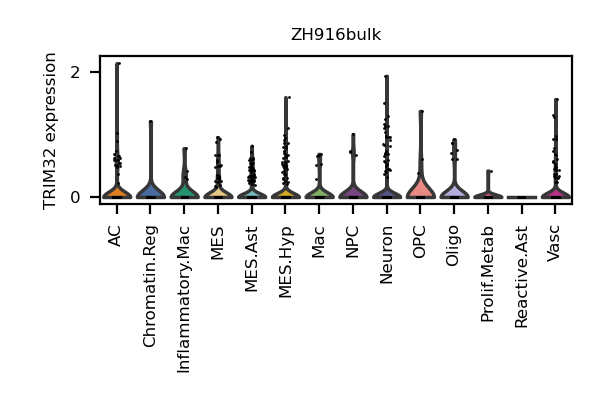 ZH916bulk
TRIM32 expression
2
0
AC
Chromatin.Reg
Inflammatory.Mac
MES
MES.Ast
MES.Hyp
Mac
NPC
Neuron
OPC
Oligo
Prolif.Metab
Reactive.Ast
Vasc